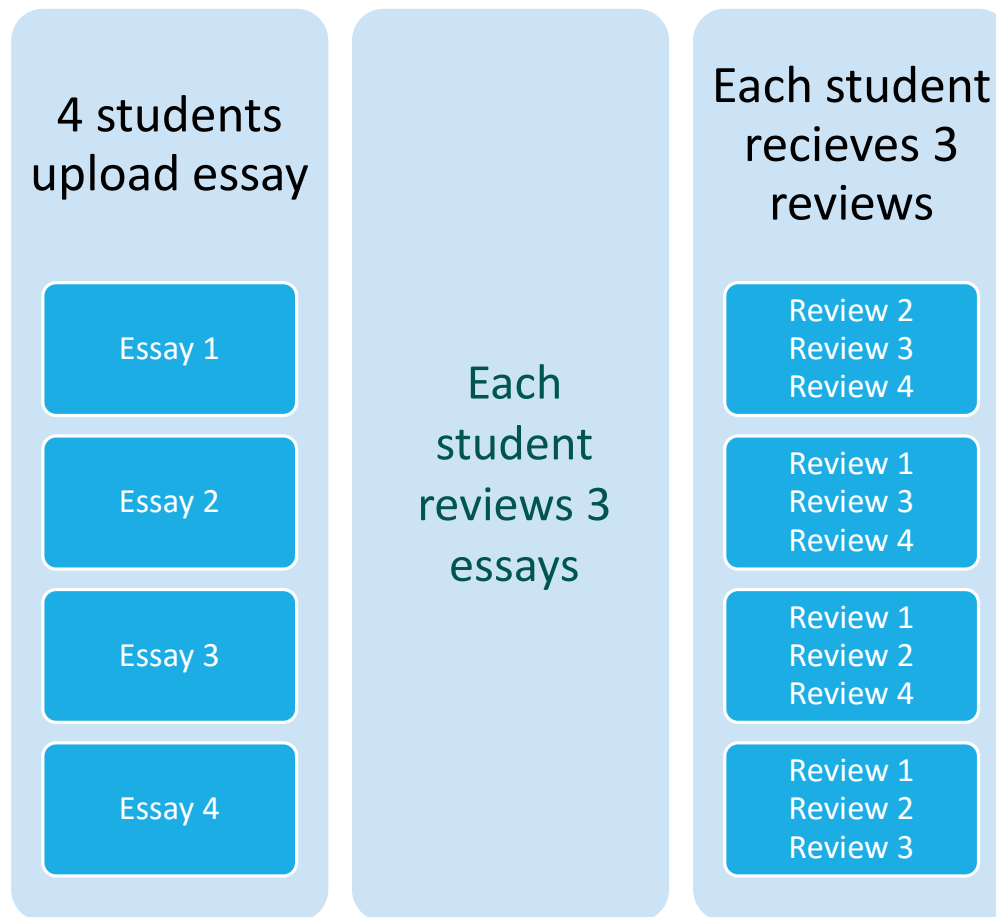 4 students
upload essay
Essay 1
Essay 2
Essay 3
Essay 4
Each
student
reviews 3
essays
Each student
recieves 3
reviews
Review 2
Review 3
Review 4
Review 1
Review 3
Review 4
Review 1
Review 2
Review 4
Review 1
Review 2
Review 3